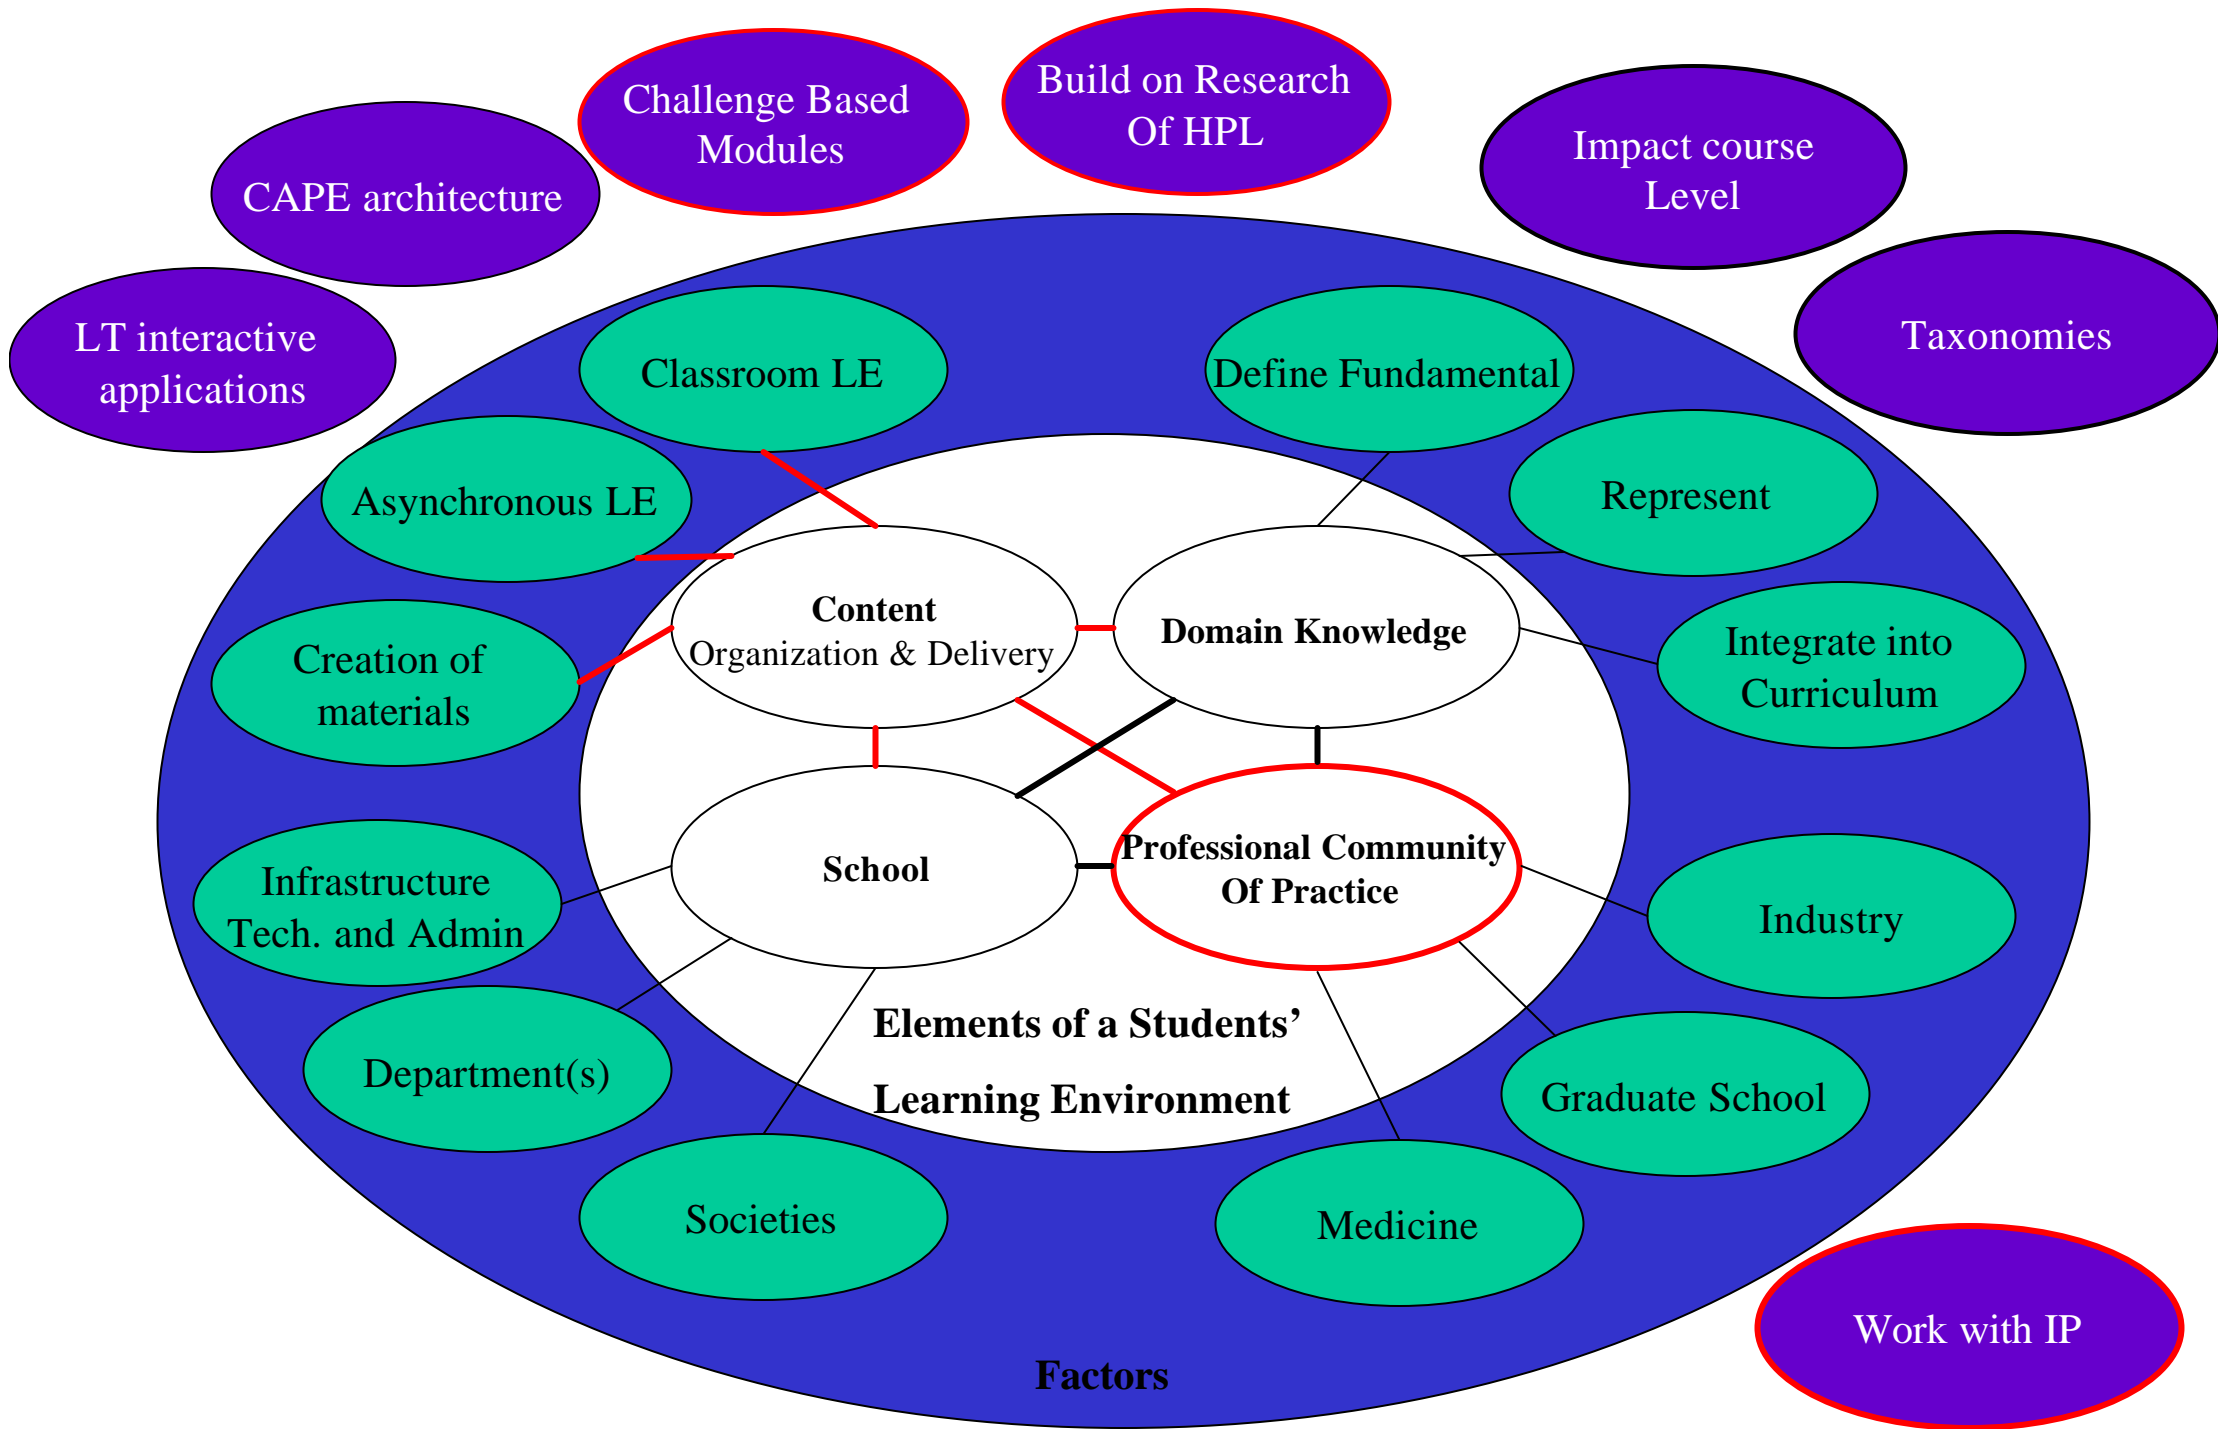 Challenge Based
Modules
Build on Research
Of HPL
Impact course
Level
CAPE architecture
Taxonomies
LT interactive
applications
Classroom LE
Define Fundamental
Asynchronous LE
Represent
Content
Organization & Delivery
Domain Knowledge
Creation of
materials
Integrate into
Curriculum
School
Professional Community
Of Practice
Infrastructure
Tech. and Admin
Industry
Elements of a Students’
Learning Environment
Department(s)
Graduate School
Societies
Medicine
Work with IP
Factors